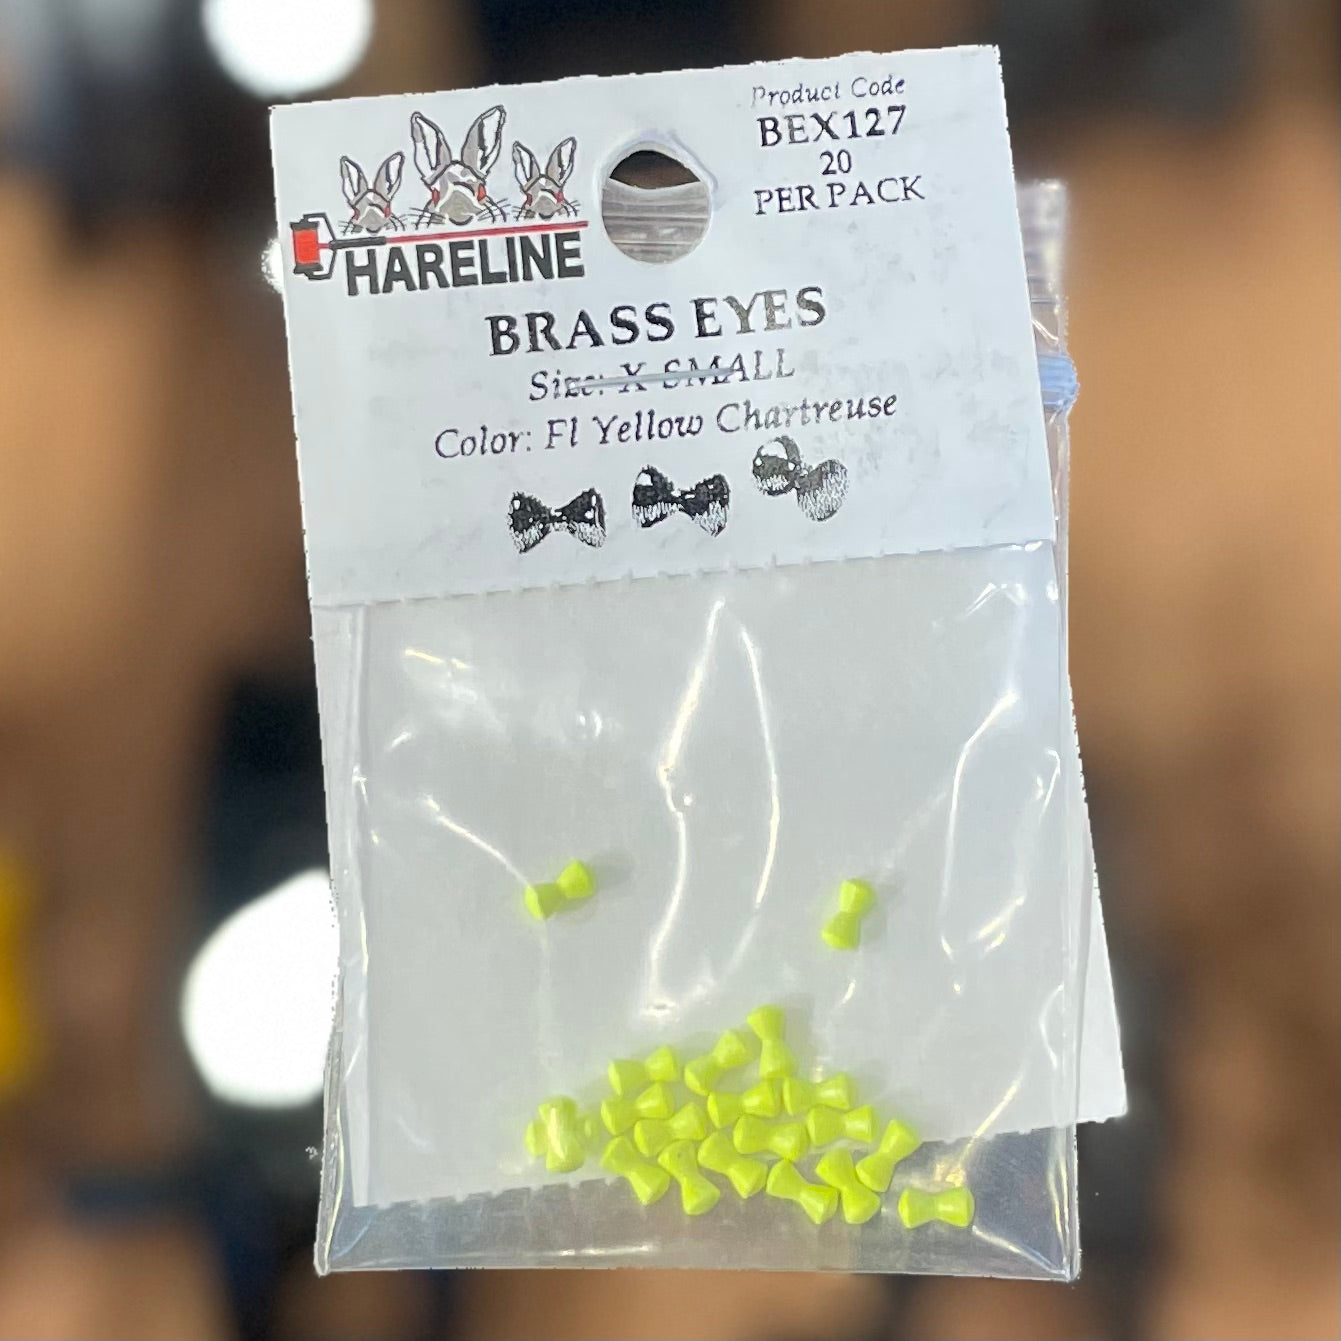 HARELINE
Product Code
BEX127
20
PER PACK
BRASS EYES
Size: X-SMALL
Color: Fl Yellow Chartreuse